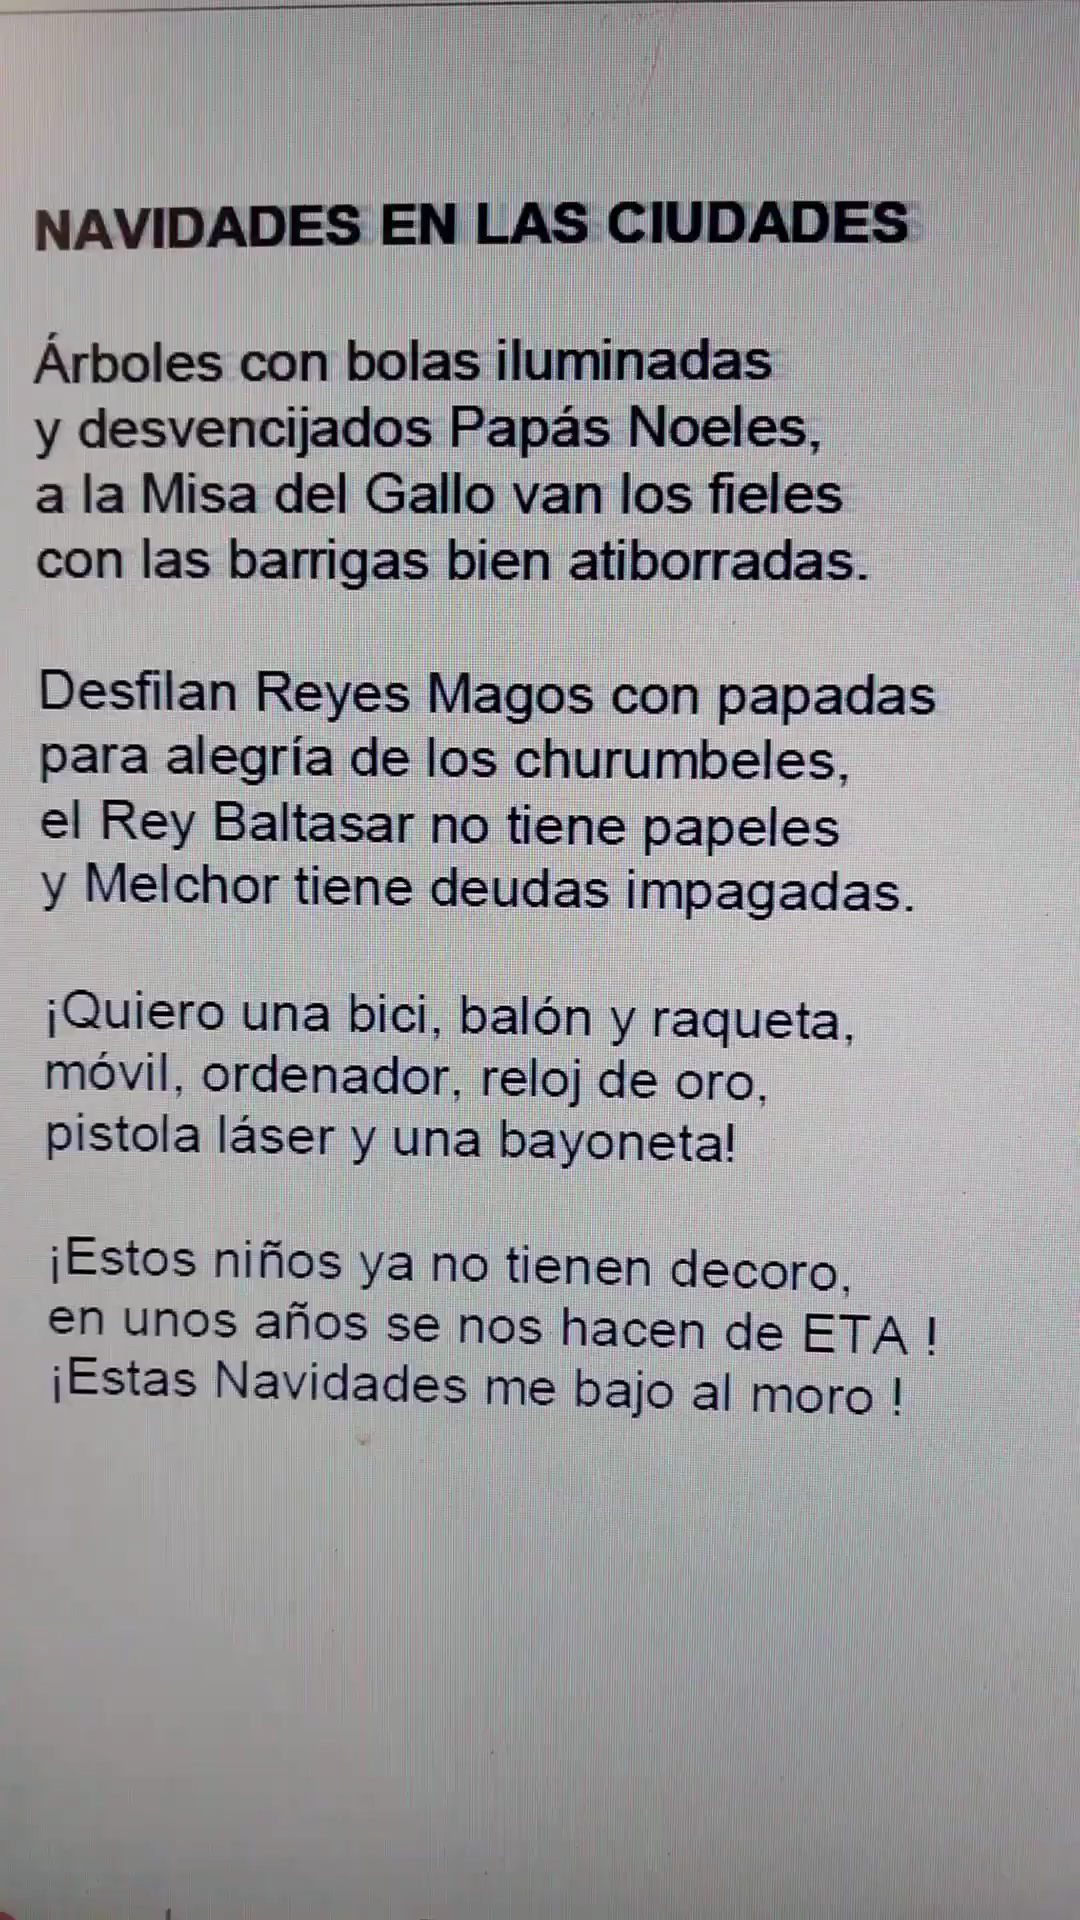 NAVIDADES EN LAS CIUDADES
Árboles con bolas iluminadas
y desvencijados Papás Noeles,
a la Misa del Gallo van los fieles
con las barrigas bien atiborradas.
Desfilan Reyes Magos con papadas
para alegría de los churumbeles,
el Rey Baltasar no tiene papeles
y Melchor tiene deudas impagadas.
¡Quiero una bici, balón y raqueta,
móvil, ordenador, reloj de oro,
pistola láser y una bayoneta!
¡Estos niños ya no tienen decoro,
en unos años se nos hacen de ETA !
¡Estas Navidades me bajo al moro !